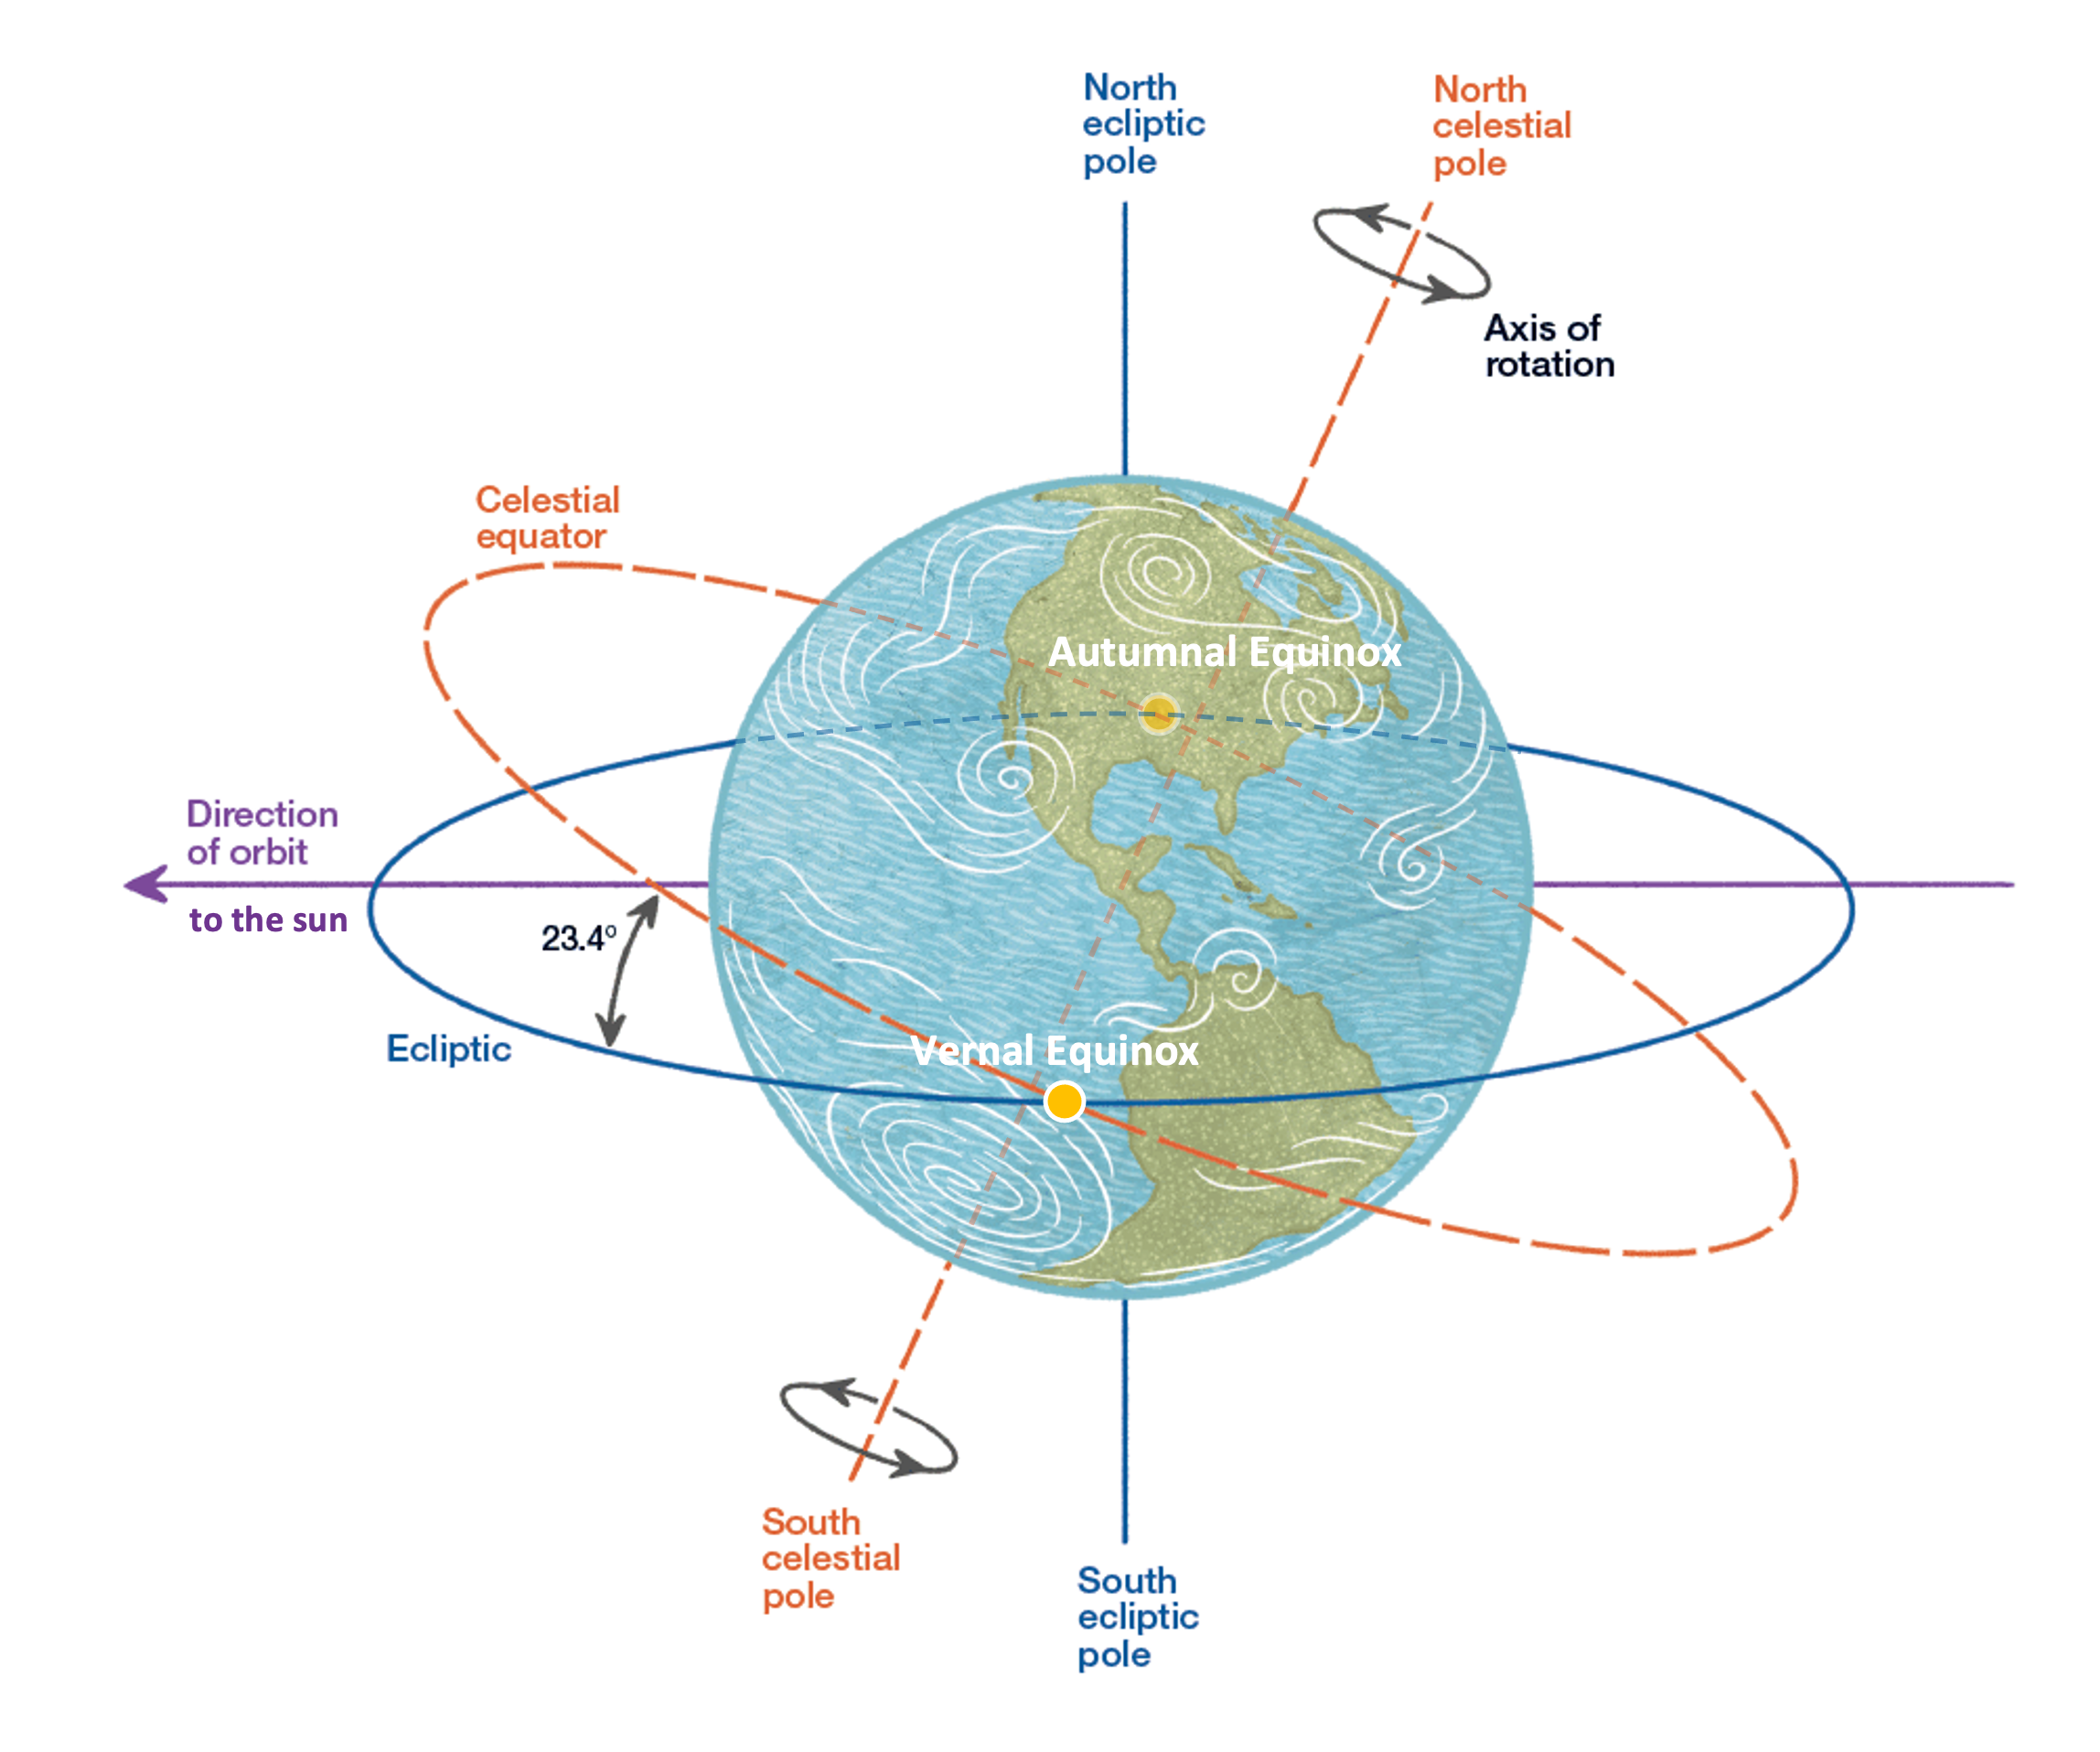 North
ecliptic
pole
North
celestial
pole
Axis of
rotation
Celestial
equator
Autumnal Equinox
Direction
of orbit
to the sun
23.4º
Ecliptic
Vernal Equinox
South
celestial
pole
South
ecliptic
pole